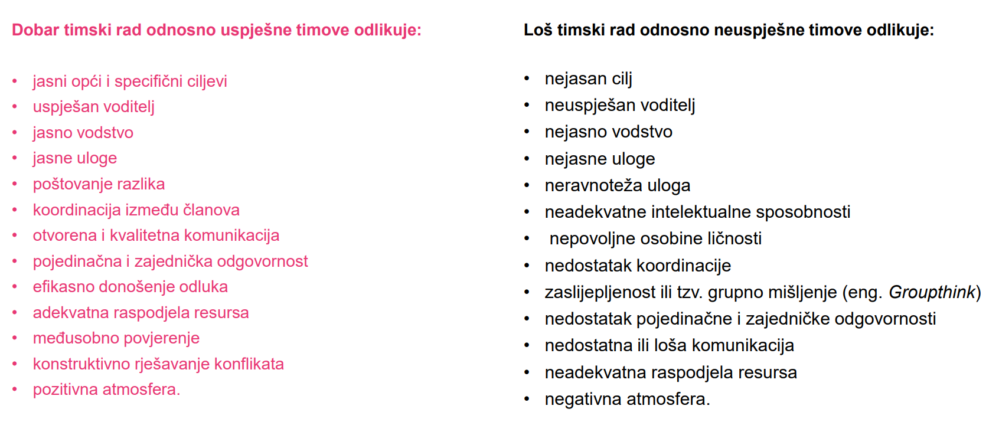 Dobar timski rad odnosno uspješne timove odlikuje:
• jasni opći i specifični ciljevi
• uspješan voditelj
• jasno vodstvo
• jasne uloge
• poštovanje razlika
• koordinacija između članova
• otvorena i kvalitetna komunikacija
• pojedinačna i zajednička odgovornost
• efikasno donošenje odluka
• adekvatna raspodjela resursa
• međusobno povjerenje
• konstruktivno rješavanje konflikata
• pozitivna atmosfera.
Loš timski rad odnosno neuspješne timove odlikuje:
• nejasan cilj
• neuspješan voditelj
• nejasno vodstvo
• nejasne uloge
• neravnoteža uloga
• neadekvatne intelektualne sposobnosti
• nepovoljne osobine ličnosti
• nedostatak koordinacije
• zaslijepljenost ili tzv. grupno mišljenje (eng. Groupthink)
• nedostatak pojedinačne i zajedničke odgovornosti
• nedostatna ili loša komunikacija
• neadekvatna raspodjela resursa
• negativna atmosfera.